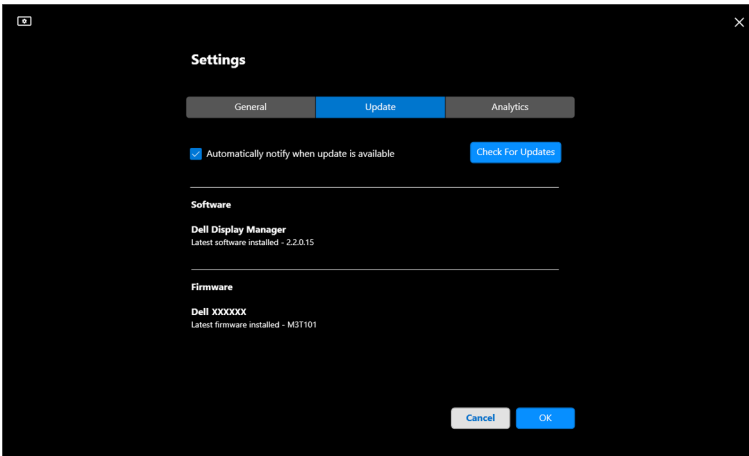 Settings
General Update Analytics
Automatically notify when update is available Check For Updates
Software
Dell Display Manager
Latest software installed - 2.2.0.15
Firmware
Dell XXXXXX
Latest firmware installed - M3T101
Cancel OK